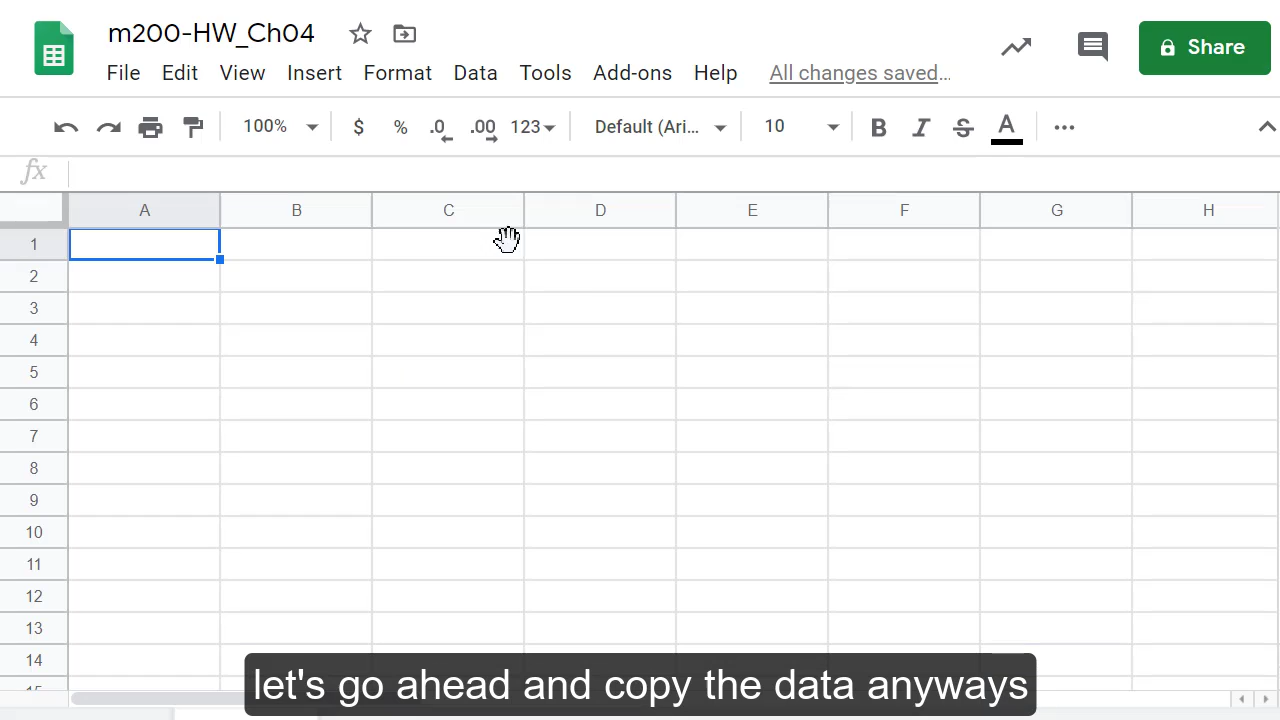 m200-HW_Ch04
File Edit View Insert Format Data Tools Add-ons Help All changes saved…
Share
100% $ % .0 .00 123 Default (Ari… 10 B I S A
fx
A B C D E F G H
1
2
3
4
5
6
7
8
9
10
11
12
13
14
let's go ahead and copy the data anyways